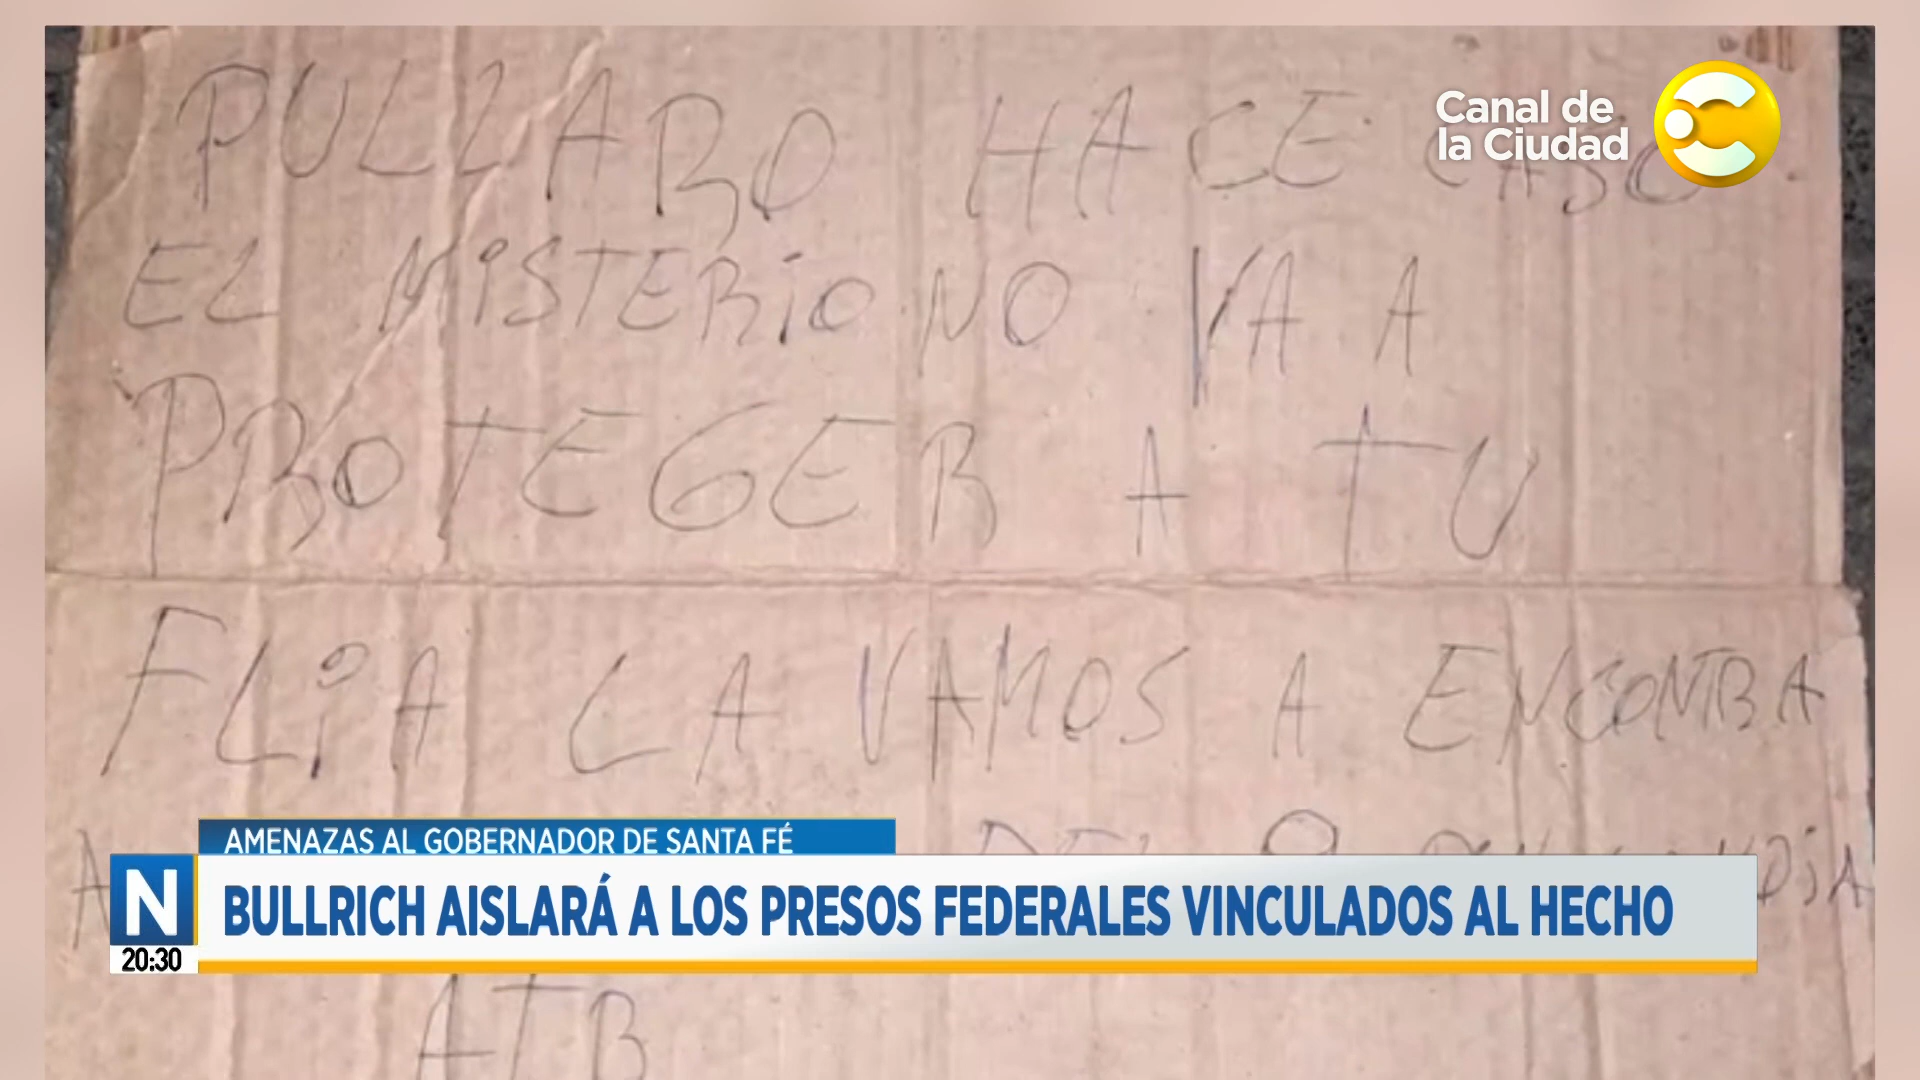 PULLARO HACE CASO
EL MiSTERiO NO VA A
PROTEGER A TU
FLiA LA VAMOS A ENCONTRA
ATB
Canal de
la Ciudad
AMENAZAS AL GOBERNADOR DE SANTA FÉ
N
BULLRICH AISLARÁ A LOS PRESOS FEDERALES VINCULADOS AL HECHO
20:30